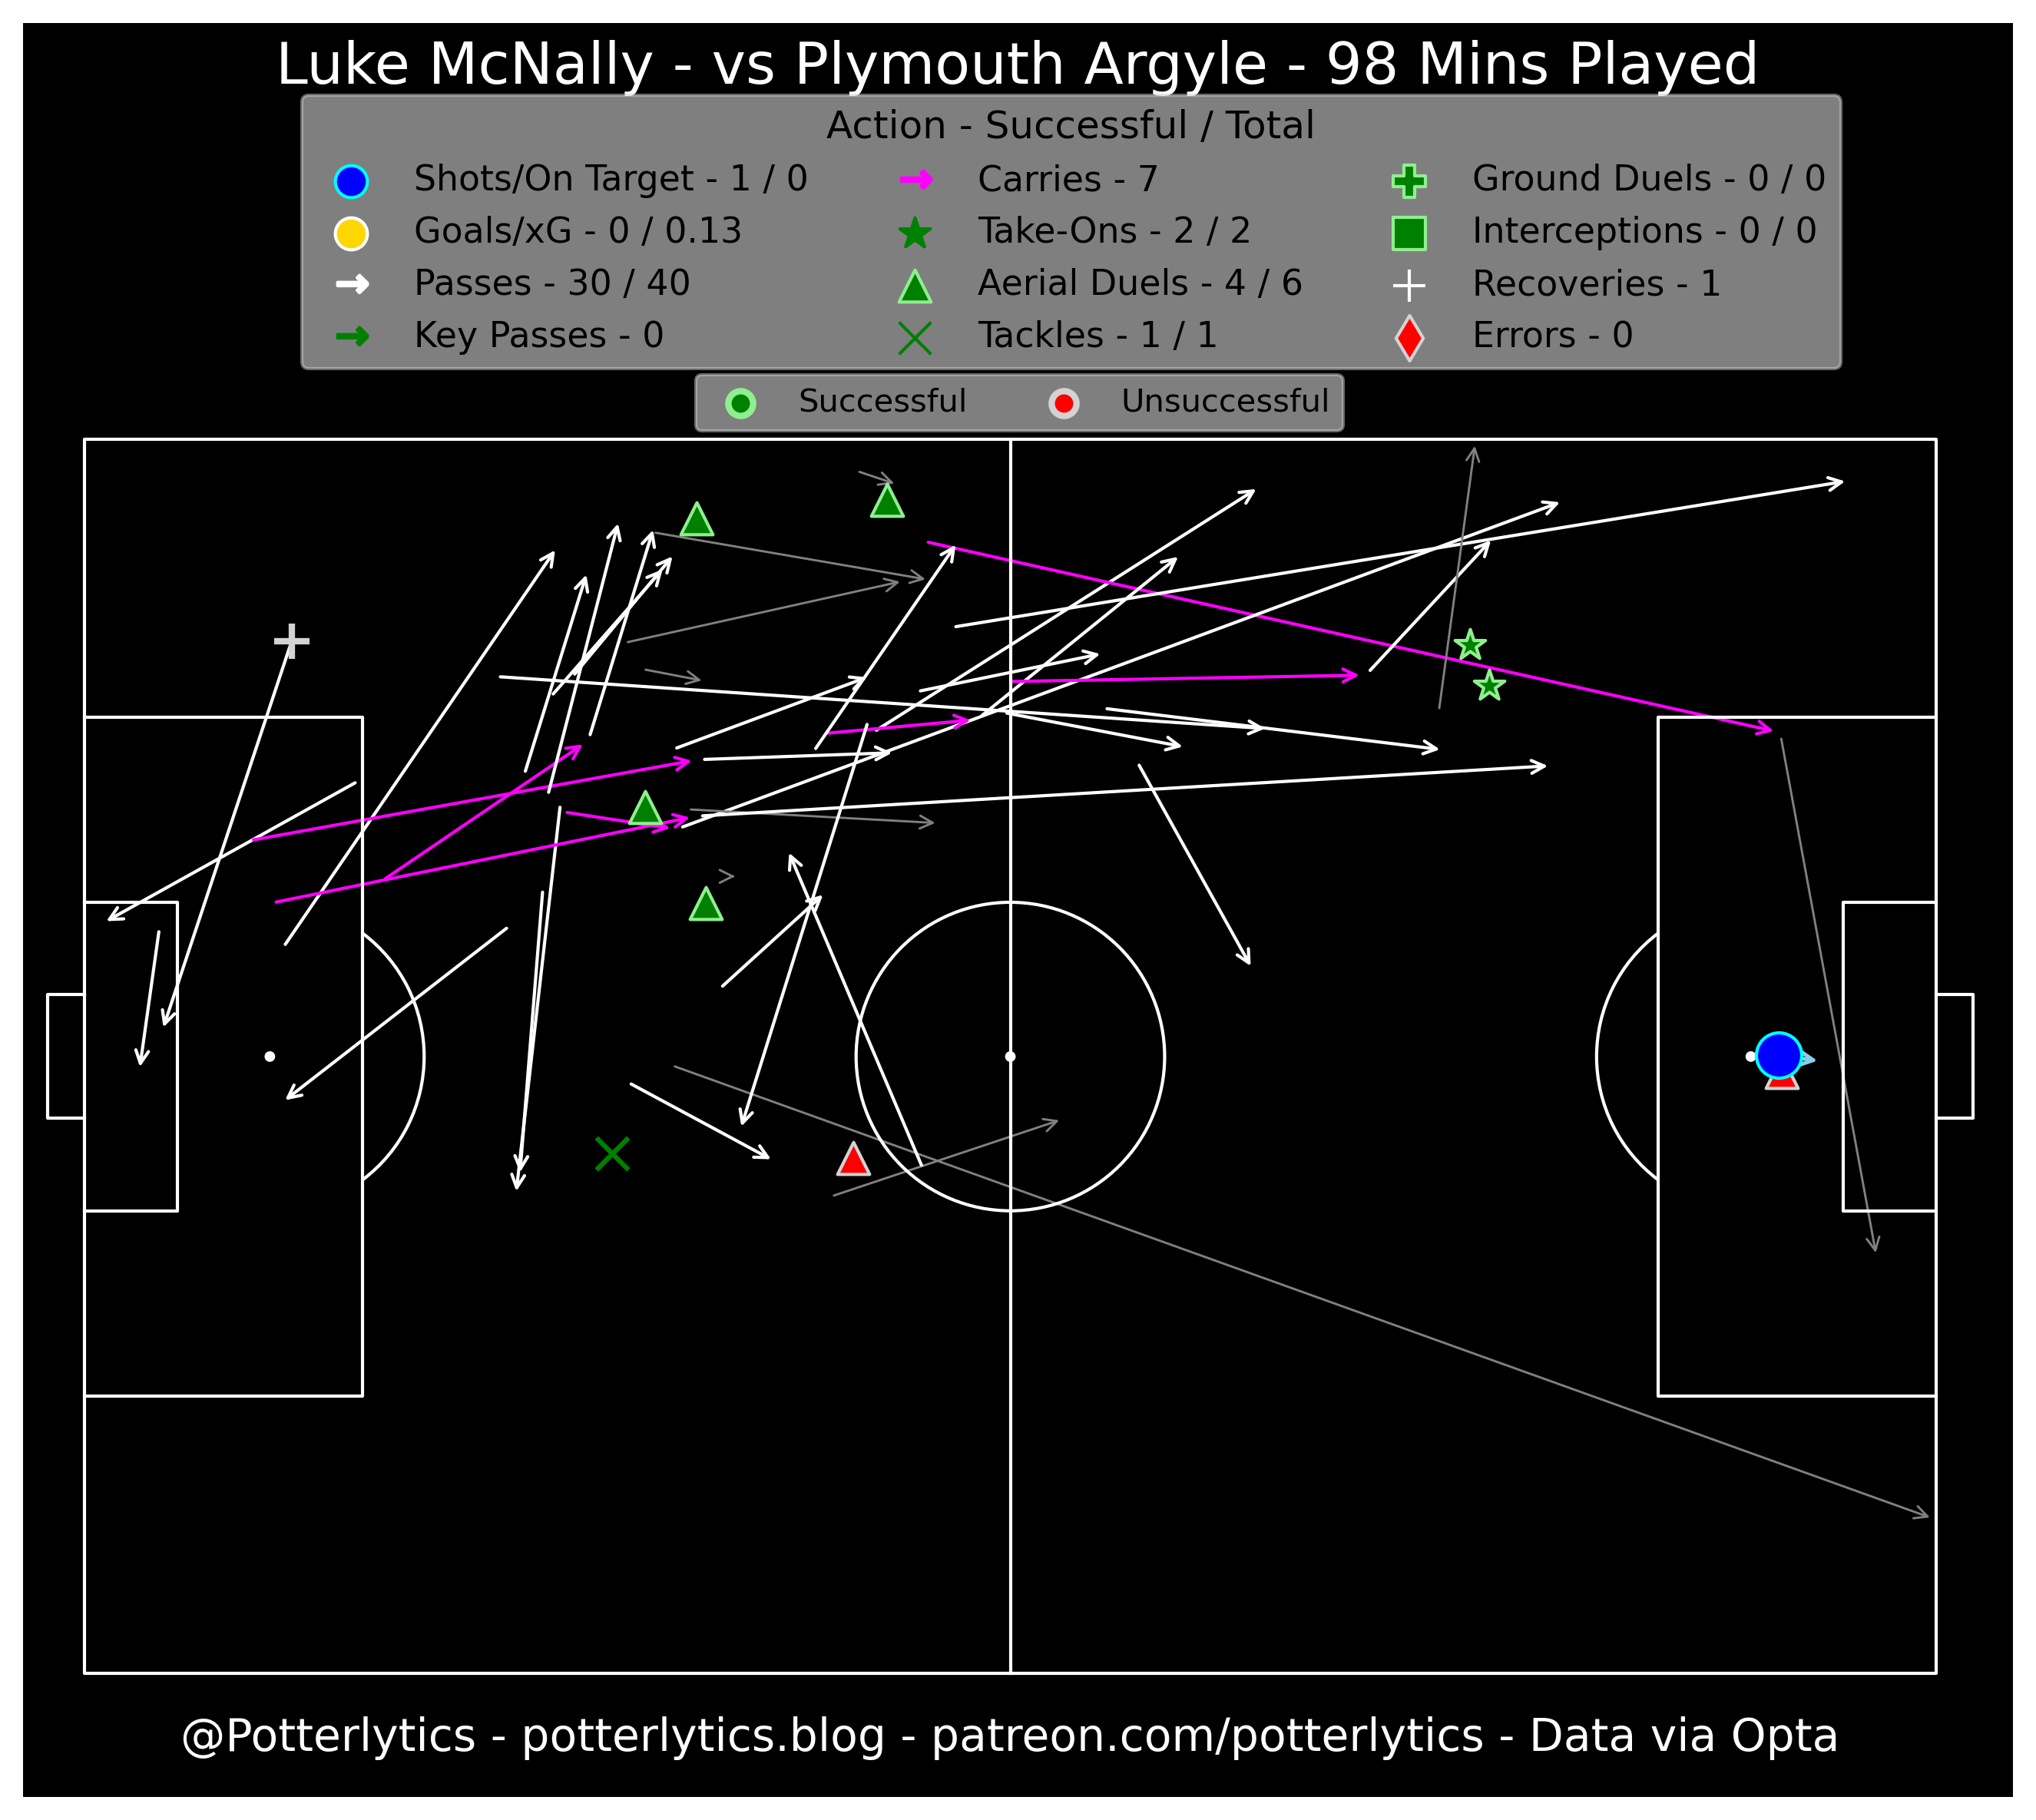 Luke McNally - vs Plymouth Argyle - 98 Mins Played
Action - Successful / Total
Shots/On Target - 1 / 0
Carries - 7
Ground Duels - 0 / 0
Goals/xG - 0 / 0.13
Take-Ons - 2 / 2
Interceptions - 0 / 0
Passes - 30 / 40
Aerial Duels - 4 / 6
Recoveries - 1
Key Passes - 0
Tackles - 1 / 1
Errors - 0
Successful
Unsuccessful
@Potterlytics - potterlytics.blog - patreon.com/potterlytics - Data via Opta